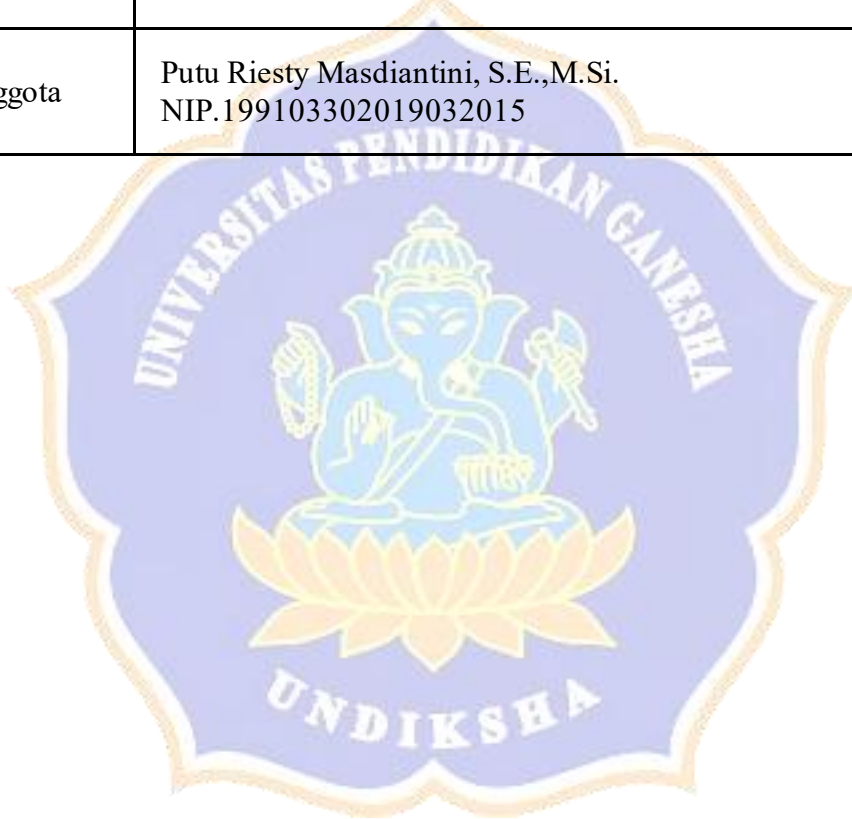 ggota
Putu Riesty Masdiantini, S.E.,M.Si.
NIP.199103302019032015
UNIVERSITAS PENDIDIKAN GANESHA
UNDIKSHA